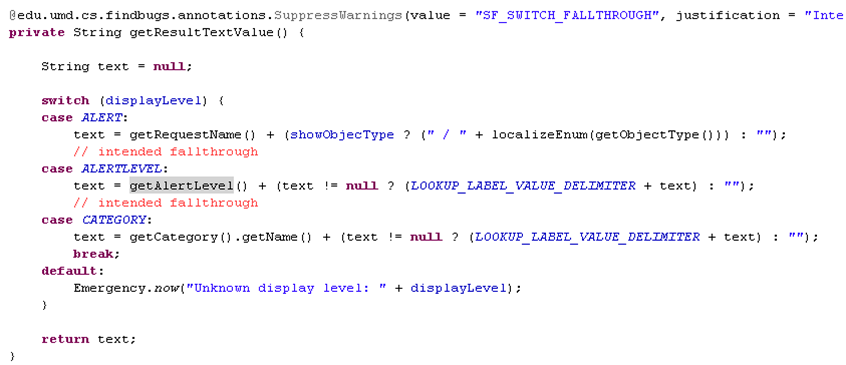 @edu.umd.cs.findbugs.annotations.SuppressWarnings(value = "SF_SWITCH_FALLTHROUGH", justification = "Inte
private String getResultTextValue() {
String text = null;
switch (displayLevel) {
case ALERT:
text = getRequestName() + (showObjecType ? (" / " + localizeEnum(getObjectType())) : "");
// intended fallthrough
case ALERTLEVEL:
text = getAlertLevel() + (text != null ? (LOOKUP_LABEL_VALUE_DELIMITER + text) : "");
// intended fallthrough
case CATEGORY:
text = getCategory().getName() + (text != null ? (LOOKUP_LABEL_VALUE_DELIMITER + text) : "");
break;
default:
Emergency.now("Unknown display level: " + displayLevel);
}
return text;
}